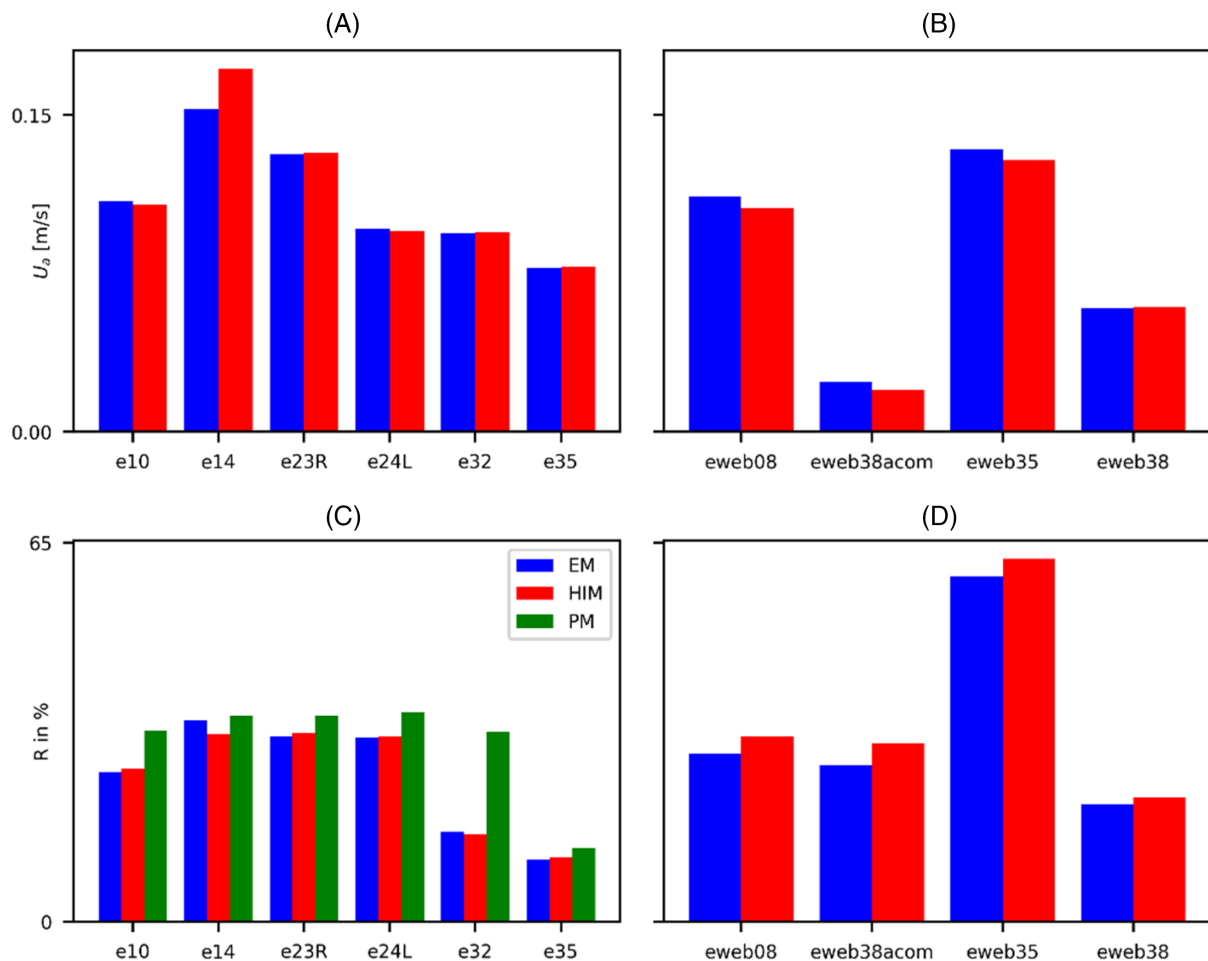 (A)
(B)
0.15
U_a [m/s]
0.00
e10 e14 e23R e24L e32 e35
eweb08 eweb38acom eweb35 eweb38
(C)
(D)
65
EM
HIM
PM
R in %
0
e10 e14 e23R e24L e32 e35
eweb08 eweb38acom eweb35 eweb38